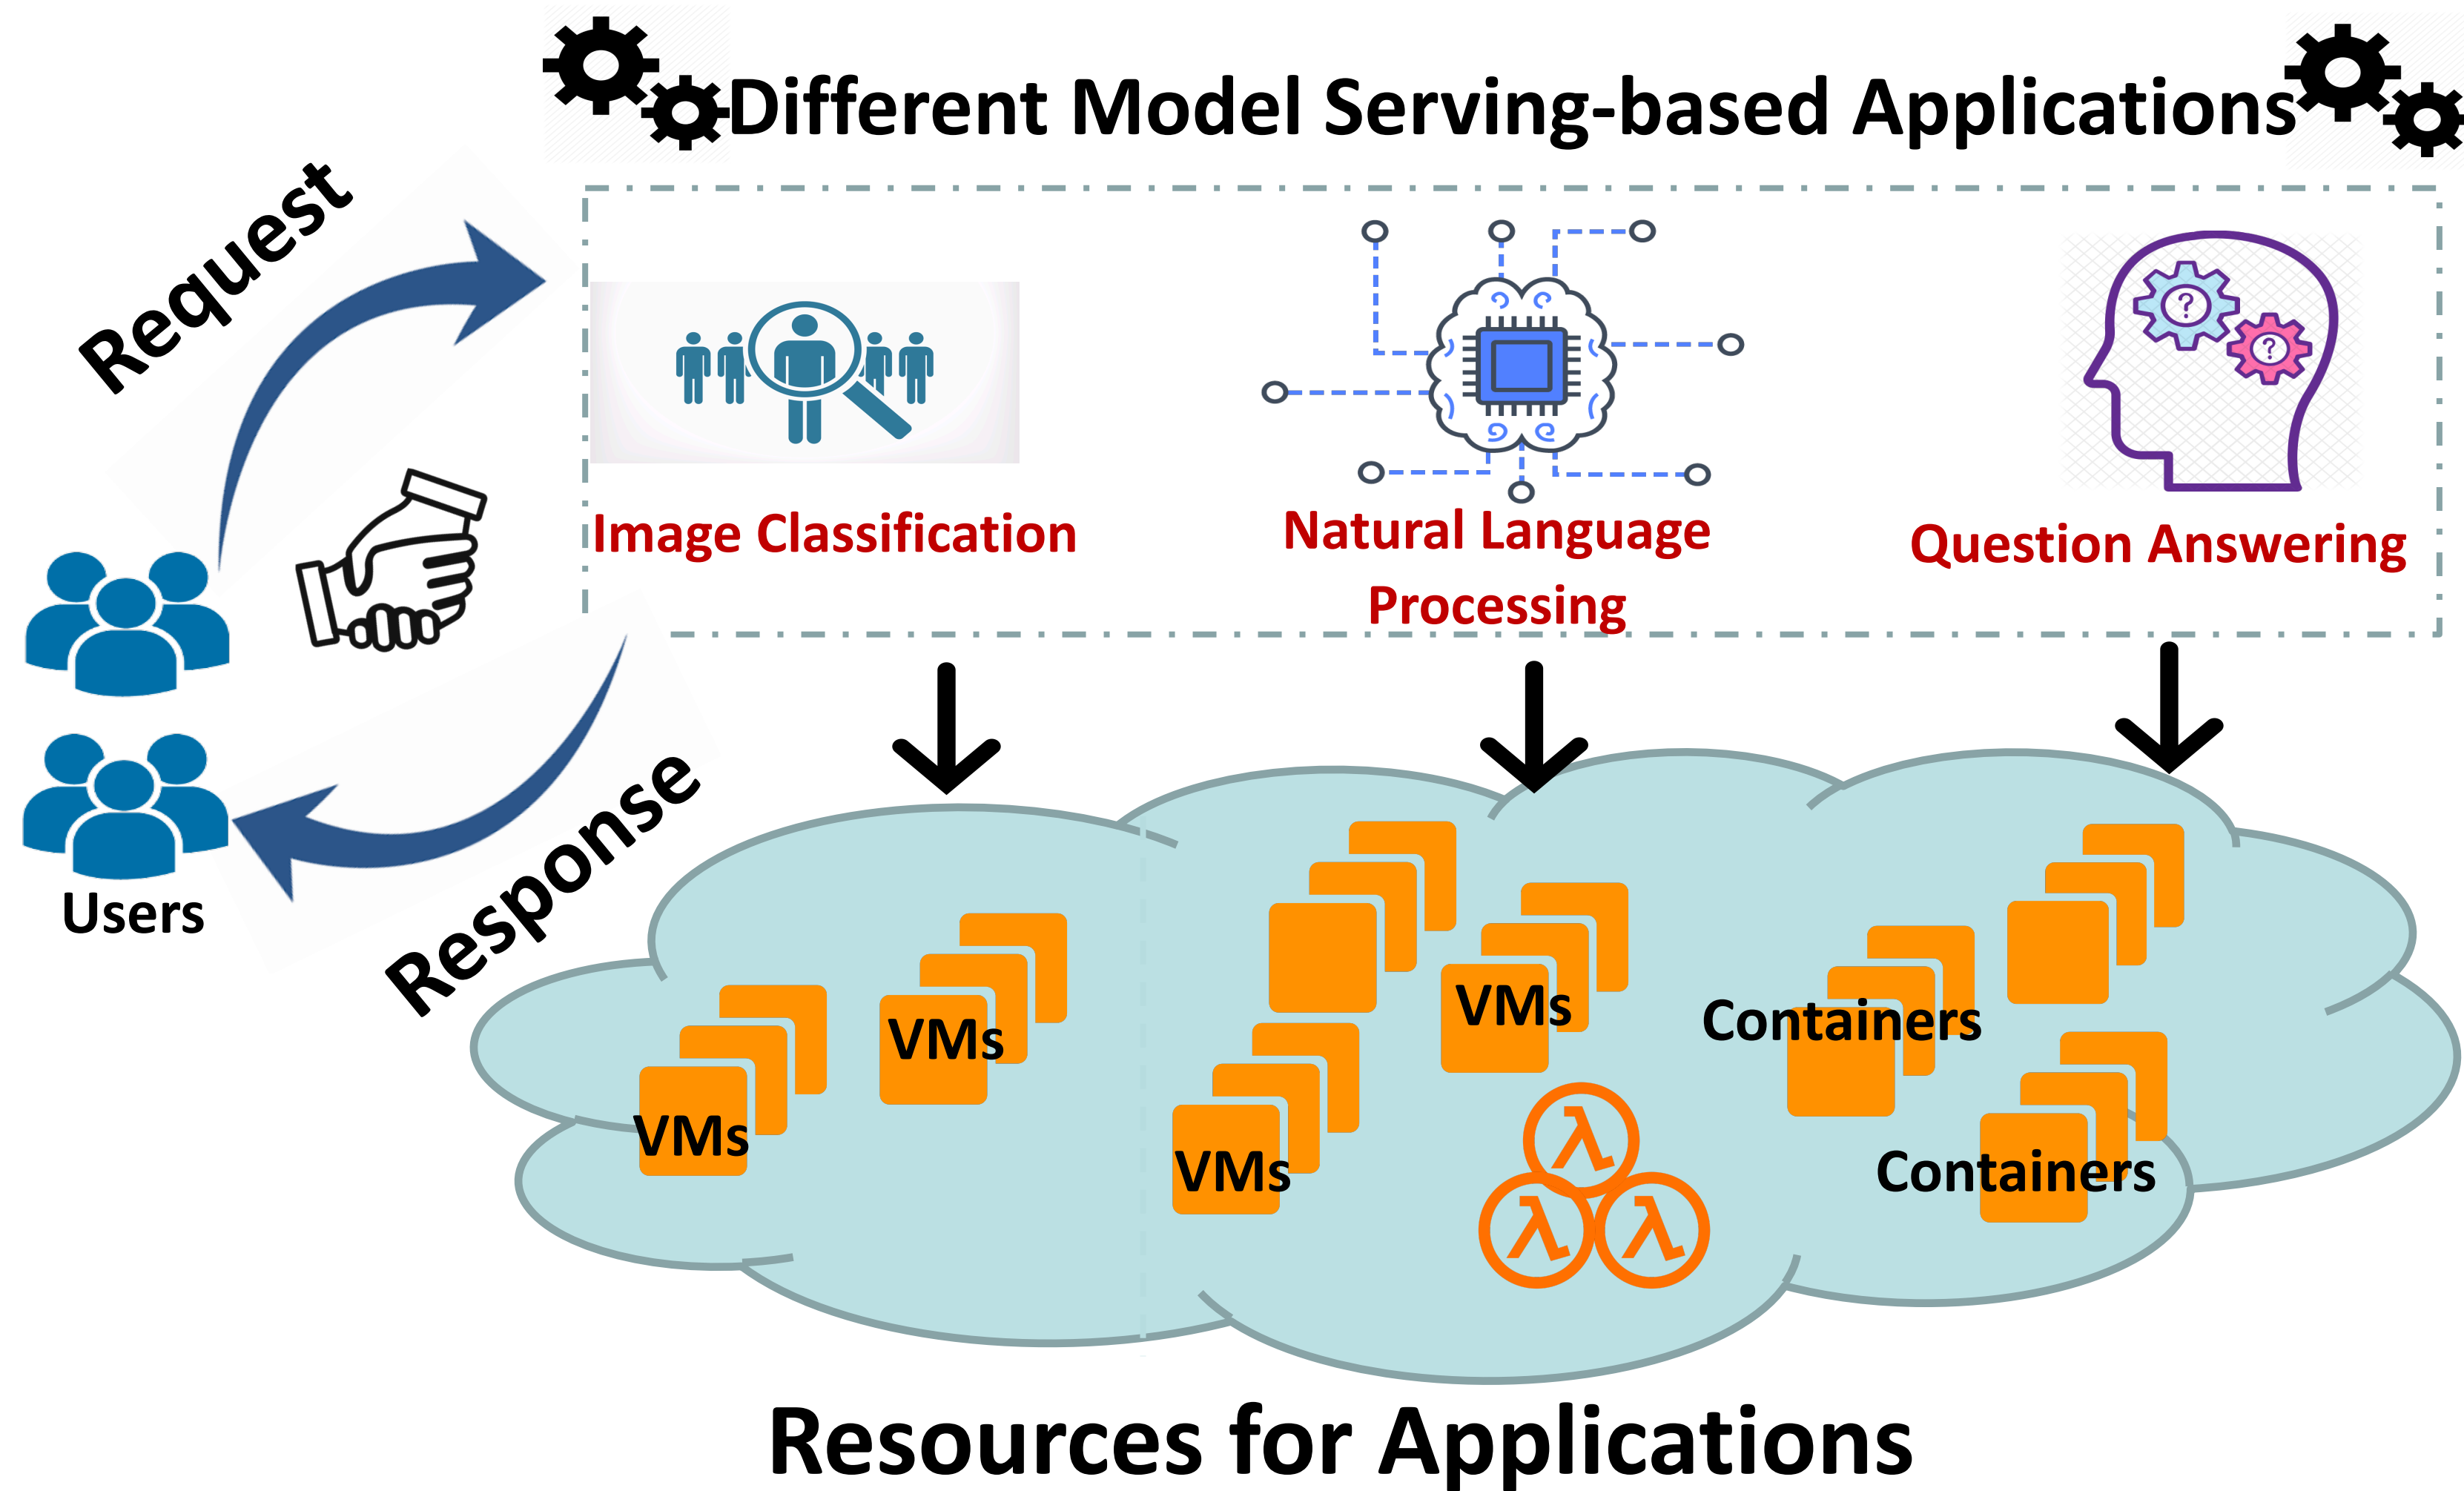 Different Model Serving-based Applications
Request
? ?
Image Classification
Natural Language
Processing
Question Answering
Users
Response
VMs
VMs
VMs
VMs
Containers
Containers
λ
λ λ
Resources for Applications